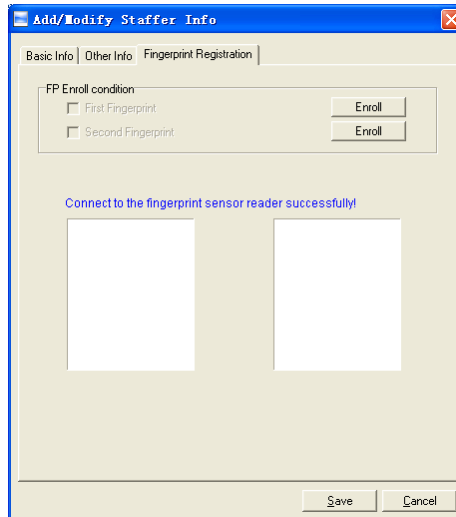 Add/Modify Staffer Info
Basic Info Other Info Fingerprint Registration
FP Enroll condition
First Fingerprint Enroll
Second Fingerprint Enroll
Connect to the fingerprint sensor reader successfully!
Save Cancel